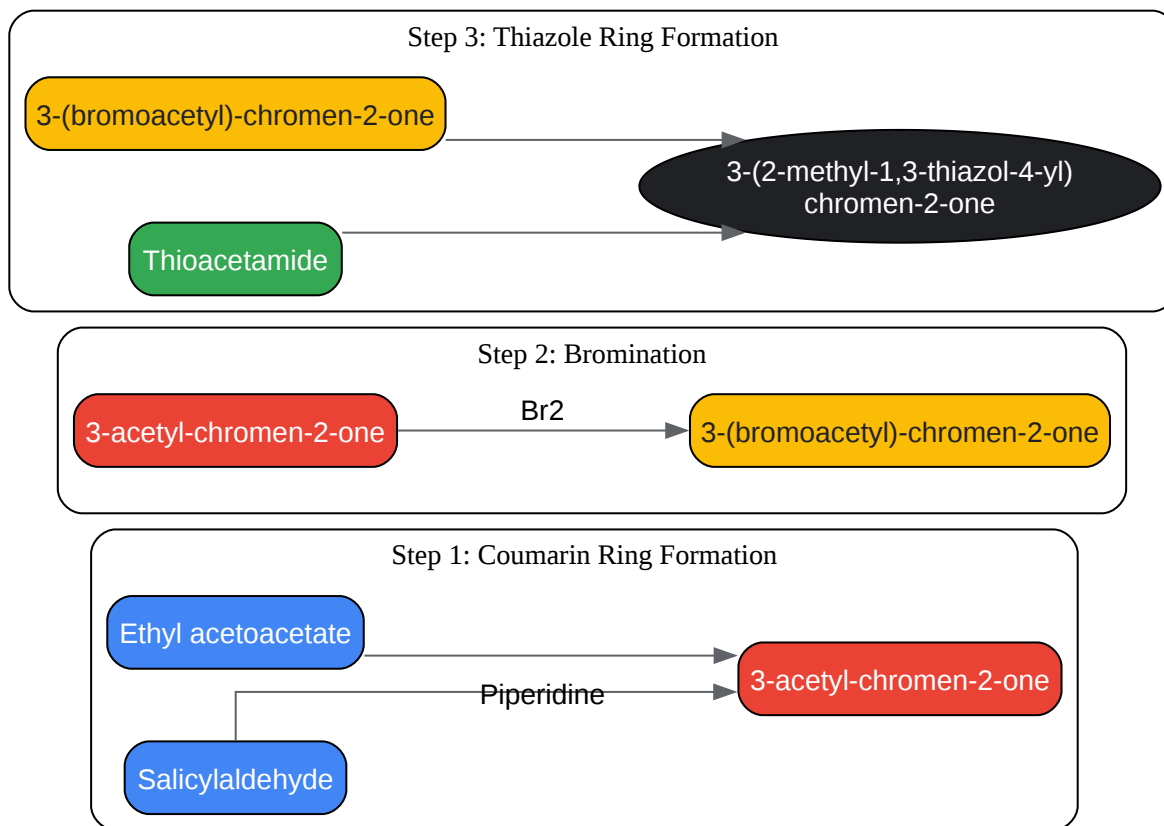 Step 3: Thiazole Ring Formation
3-(bromoacetyl)-chromen-2-one
3-(2-methyl-1,3-thiazol-4-yl)
chromen-2-one
Thioacetamide
Step 2: Bromination
3-acetyl-chromen-2-one
Br2
3-(bromoacetyl)-chromen-2-one
Step 1: Coumarin Ring Formation
Ethyl acetoacetate
Piperidine
3-acetyl-chromen-2-one
Salicylaldehyde